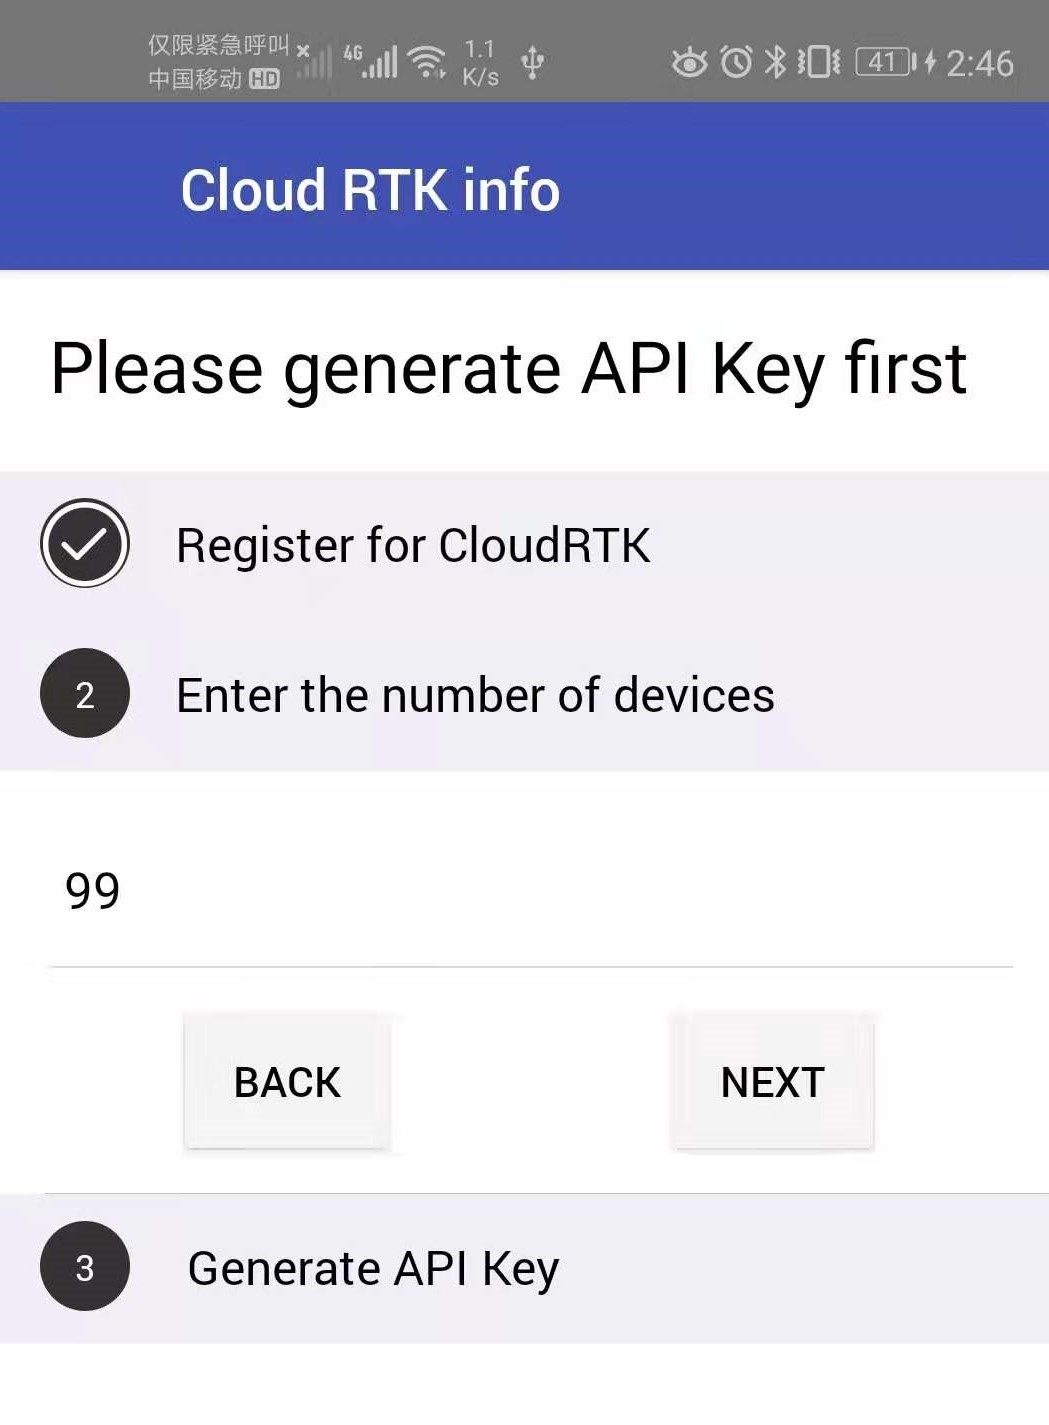 仅限紧急呼叫
中国移动 HD
4G
1.1
K/s
41
2:46
Cloud RTK info
Please generate API Key first
Register for CloudRTK
2 Enter the number of devices
99
BACK NEXT
3 Generate API Key